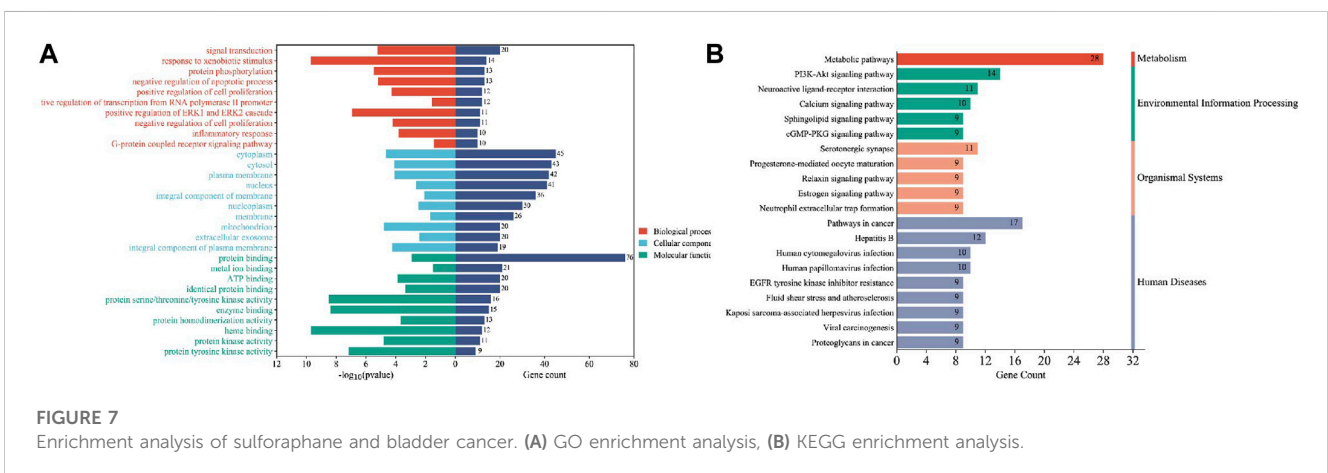 A
signal transduction 20
response to xenobiotic stimulus 14
protein phosphorylation 13
negative regulation of apoptotic process 13
positive regulation of cell proliferation 12
tive regulation of transcription from RNA polymerase II promoter 12
positive regulation of ERK1 and ERK2 cascade 11
negative regulation of cell proliferation 11
inflammatory response 10
G-protein coupled receptor signaling pathway 10
cytoplasm 45
cytosol 43
plasma membrane 42
nucleus 41
integral component of membrane 36
nucleoplasm 30
membrane 26
mitochondrion 20
extracellular exosome 20
integral component of plasma membrane 19
protein binding 76
metal ion binding 21
ATP binding 20
identical protein binding 20
protein serine/threonine/tyrosine kinase activity 16
enzyme binding 15
protein homodimerization activity 13
heme binding 12
protein kinase activity 11
protein tyrosine kinase activity 9
12 10 8 6 4 2 0 20 40 60 80
-log10(pvalue) Gene count
Biological proces
Cellular compone
Molecular functi
B
Metabolic pathways 28
PI3K-Akt signaling pathway 14
Neuroactive ligand-receptor interaction 11
Calcium signaling pathway 10
Sphingolipid signaling pathway 9
cGMP-PKG signaling pathway 9
Serotonergic synapse 11
Progesterone-mediated oocyte maturation 9
Relaxin signaling pathway 9
Estrogen signaling pathway 9
Neutrophil extracellular trap formation 9
Pathways in cancer 17
Hepatitis B 12
Human cytomegalovirus infection 10
Human papillomavirus infection 10
EGFR tyrosine kinase inhibitor resistance 9
Fluid shear stress and atherosclerosis 9
Kaposi sarcoma-associated herpesvirus infection 9
Viral carcinogenesis 9
Proteoglycans in cancer 9
0 4 8 12 16 20 24 28 32
Gene Count
Metabolism
Environmental Information Processing
Organismal Systems
Human Diseases
FIGURE 7
Enrichment analysis of sulforaphane and bladder cancer. (A) GO enrichment analysis, (B) KEGG enrichment analysis.